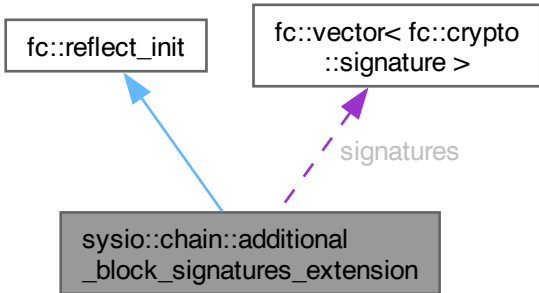 fc::reflect_init
fc::vector< fc::crypto
::signature >
signatures
sysio::chain::additional
_block_signatures_extension